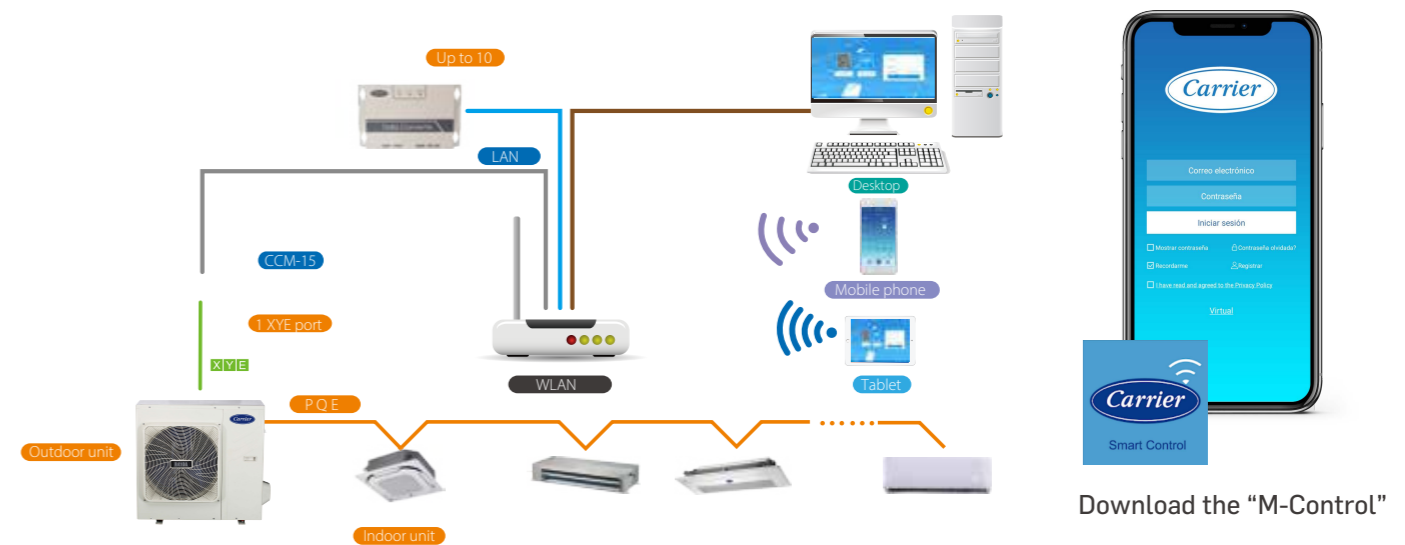 Up to 10
LAN
Desktop
CCM-15
Mobile phone
1 XYE port
X Y E
WLAN
Tablet
P Q E
Outdoor unit
Carrier
Indoor unit
Carrier
Correo electrónico
Contraseña
Iniciar sesión
Mostrar contraseña
Contraseña olvidada?
Recordarme
Registrar
I have read and agreed to the Privacy Policy
Virtual
Carrier
Smart Control
Download the “M-Control”